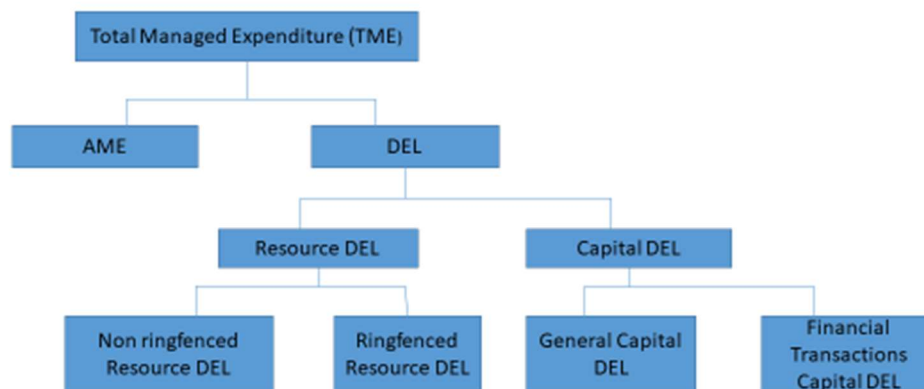 Total Managed Expenditure (TME)
AME
DEL
Resource DEL
Capital DEL
Non ringfenced
Resource DEL
Ringfenced
Resource DEL
General Capital
DEL
Financial
Transactions
Capital DEL